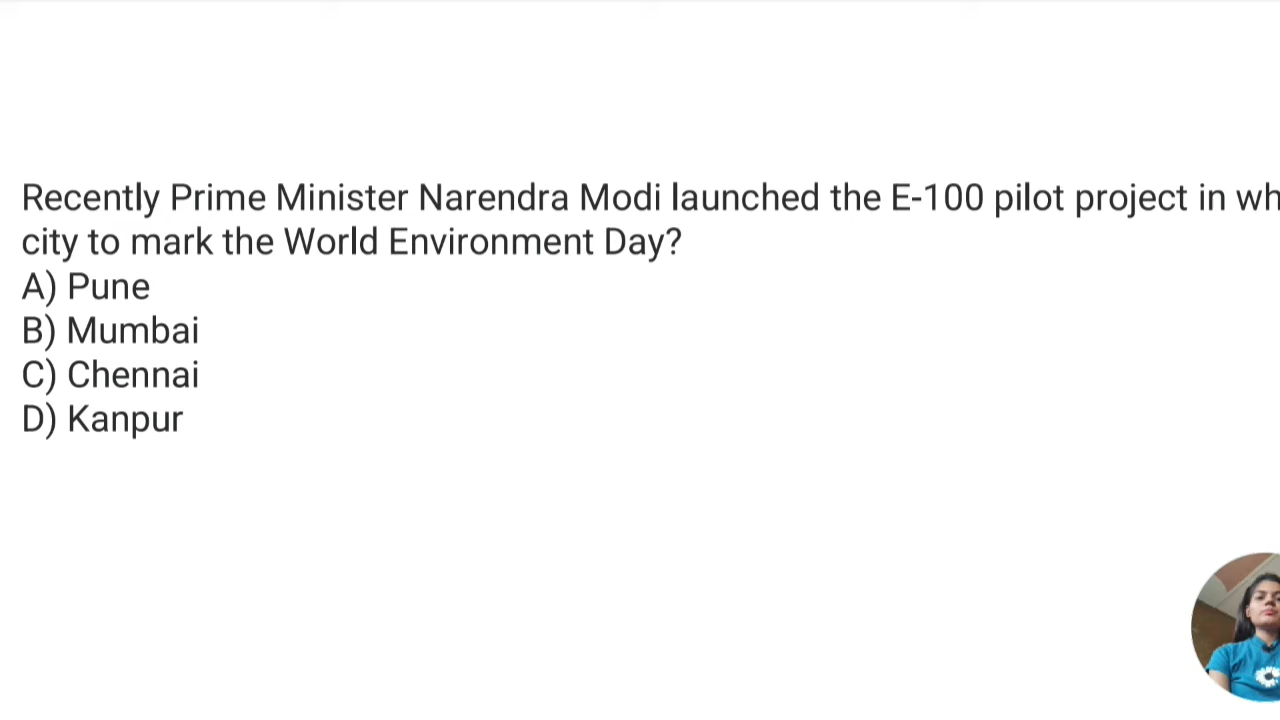 Recently Prime Minister Narendra Modi launched the E-100 pilot project in wh
city to mark the World Environment Day?
A) Pune
B) Mumbai
C) Chennai
D) Kanpur